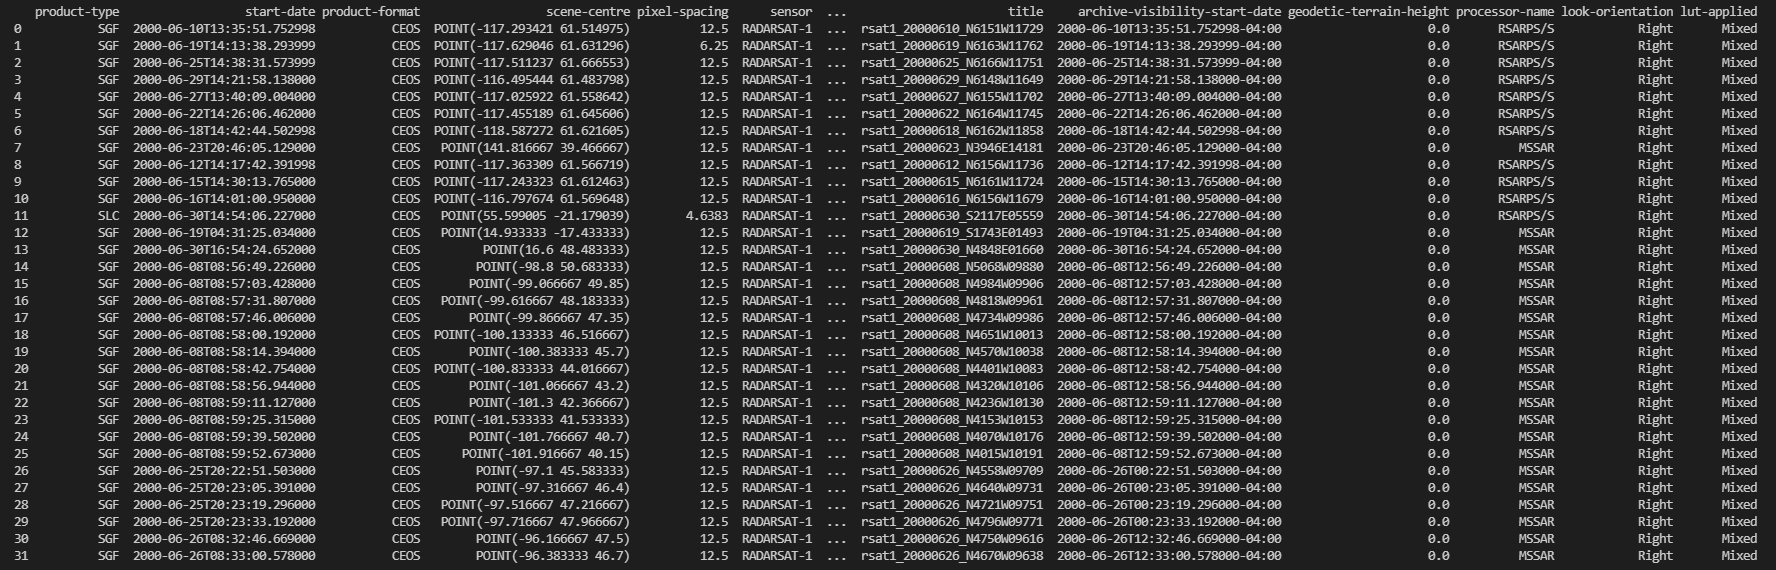 product-type start-date product-format scene-centre pixel-spacing sensor ... title archive-visibility-start-date geodetic-terrain-height processor-name look-orientation lut-applied
0 SGF 2000-06-10T13:35:51.752998 CEOS POINT(-117.293421 61.514975) 12.5 RADARSAT-1 ... rsat1_20000610_N6151W11729 2000-06-10T13:35:51.752998-04:00 0.0 RSARPS/S Right Mixed
1 SGF 2000-06-19T14:13:38.293999 CEOS POINT(-117.629046 61.631296) 6.25 RADARSAT-1 ... rsat1_20000619_N6163W11762 2000-06-19T14:13:38.293999-04:00 0.0 RSARPS/S Right Mixed
2 SGF 2000-06-25T14:38:31.573999 CEOS POINT(-117.511237 61.666553) 12.5 RADARSAT-1 ... rsat1_20000625_N6166W11751 2000-06-25T14:38:31.573999-04:00 0.0 RSARPS/S Right Mixed
3 SGF 2000-06-29T14:21:58.138000 CEOS POINT(-116.495444 61.483798) 12.5 RADARSAT-1 ... rsat1_20000629_N6148W11649 2000-06-29T14:21:58.138000-04:00 0.0 RSARPS/S Right Mixed
4 SGF 2000-06-27T13:40:09.004000 CEOS POINT(-117.025922 61.558642) 12.5 RADARSAT-1 ... rsat1_20000627_N6155W11702 2000-06-27T13:40:09.004000-04:00 0.0 RSARPS/S Right Mixed
5 SGF 2000-06-22T14:26:06.462000 CEOS POINT(-117.455189 61.645606) 12.5 RADARSAT-1 ... rsat1_20000622_N6164W11745 2000-06-22T14:26:06.462000-04:00 0.0 RSARPS/S Right Mixed
6 SGF 2000-06-18T14:42:44.502998 CEOS POINT(-118.587272 61.621605) 12.5 RADARSAT-1 ... rsat1_20000618_N6162W11858 2000-06-18T14:42:44.502998-04:00 0.0 RSARPS/S Right Mixed
7 SGF 2000-06-23T20:46:05.129000 CEOS POINT(141.816667 39.466667) 12.5 RADARSAT-1 ... rsat1_20000623_N3946E14181 2000-06-23T20:46:05.129000-04:00 0.0 MSSAR Right Mixed
8 SGF 2000-06-12T14:17:42.391998 CEOS POINT(-117.363309 61.566719) 12.5 RADARSAT-1 ... rsat1_20000612_N6156W11736 2000-06-12T14:17:42.391998-04:00 0.0 RSARPS/S Right Mixed
9 SGF 2000-06-15T14:30:13.765000 CEOS POINT(-117.243323 61.612463) 12.5 RADARSAT-1 ... rsat1_20000615_N6161W11724 2000-06-15T14:30:13.765000-04:00 0.0 RSARPS/S Right Mixed
10 SGF 2000-06-16T14:01:00.950000 CEOS POINT(-116.797674 61.569648) 12.5 RADARSAT-1 ... rsat1_20000616_N6156W11679 2000-06-16T14:01:00.950000-04:00 0.0 RSARPS/S Right Mixed
11 SLC 2000-06-30T14:54:06.227000 CEOS POINT(55.599005 -21.179039) 4.6383 RADARSAT-1 ... rsat1_20000630_S2117E05559 2000-06-30T14:54:06.227000-04:00 0.0 RSARPS/S Right Mixed
12 SGF 2000-06-19T04:31:25.034000 CEOS POINT(14.933333 -17.433333) 12.5 RADARSAT-1 ... rsat1_20000619_S1743E01493 2000-06-19T04:31:25.034000-04:00 0.0 MSSAR Right Mixed
13 SGF 2000-06-30T16:54:24.652000 CEOS POINT(16.6 48.483333) 12.5 RADARSAT-1 ... rsat1_20000630_N4848E01660 2000-06-30T16:54:24.652000-04:00 0.0 MSSAR Right Mixed
14 SGF 2000-06-08T08:56:49.226000 CEOS POINT(-98.8 50.683333) 12.5 RADARSAT-1 ... rsat1_20000608_N5068W09880 2000-06-08T12:56:49.226000-04:00 0.0 MSSAR Right Mixed
15 SGF 2000-06-08T08:57:03.428000 CEOS POINT(-99.066667 49.85) 12.5 RADARSAT-1 ... rsat1_20000608_N4984W09906 2000-06-08T12:57:03.428000-04:00 0.0 MSSAR Right Mixed
16 SGF 2000-06-08T08:57:31.807000 CEOS POINT(-99.616667 48.183333) 12.5 RADARSAT-1 ... rsat1_20000608_N4818W09961 2000-06-08T12:57:31.807000-04:00 0.0 MSSAR Right Mixed
17 SGF 2000-06-08T08:57:46.006000 CEOS POINT(-99.866667 47.35) 12.5 RADARSAT-1 ... rsat1_20000608_N4734W09986 2000-06-08T12:57:46.006000-04:00 0.0 MSSAR Right Mixed
18 SGF 2000-06-08T08:58:00.192000 CEOS POINT(-100.133333 46.516667) 12.5 RADARSAT-1 ... rsat1_20000608_N4651W10013 2000-06-08T12:58:00.192000-04:00 0.0 MSSAR Right Mixed
19 SGF 2000-06-08T08:58:14.394000 CEOS POINT(-100.383333 45.7) 12.5 RADARSAT-1 ... rsat1_20000608_N4570W10038 2000-06-08T12:58:14.394000-04:00 0.0 MSSAR Right Mixed
20 SGF 2000-06-08T08:58:42.754000 CEOS POINT(-100.833333 44.016667) 12.5 RADARSAT-1 ... rsat1_20000608_N4401W10083 2000-06-08T12:58:42.754000-04:00 0.0 MSSAR Right Mixed
21 SGF 2000-06-08T08:58:56.944000 CEOS POINT(-101.066667 43.2) 12.5 RADARSAT-1 ... rsat1_20000608_N4320W10106 2000-06-08T12:58:56.944000-04:00 0.0 MSSAR Right Mixed
22 SGF 2000-06-08T08:59:11.127000 CEOS POINT(-101.3 42.366667) 12.5 RADARSAT-1 ... rsat1_20000608_N4236W10130 2000-06-08T12:59:11.127000-04:00 0.0 MSSAR Right Mixed
23 SGF 2000-06-08T08:59:25.315000 CEOS POINT(-101.533333 41.533333) 12.5 RADARSAT-1 ... rsat1_20000608_N4153W10153 2000-06-08T12:59:25.315000-04:00 0.0 MSSAR Right Mixed
24 SGF 2000-06-08T08:59:39.502000 CEOS POINT(-101.766667 40.7) 12.5 RADARSAT-1 ... rsat1_20000608_N4070W10176 2000-06-08T12:59:39.502000-04:00 0.0 MSSAR Right Mixed
25 SGF 2000-06-08T08:59:52.673000 CEOS POINT(-101.916667 40.15) 12.5 RADARSAT-1 ... rsat1_20000608_N4015W10191 2000-06-08T12:59:52.673000-04:00 0.0 MSSAR Right Mixed
26 SGF 2000-06-25T20:22:51.503000 CEOS POINT(-97.1 45.583333) 12.5 RADARSAT-1 ... rsat1_20000626_N4558W09709 2000-06-26T00:22:51.503000-04:00 0.0 MSSAR Right Mixed
27 SGF 2000-06-25T20:23:05.391000 CEOS POINT(-97.316667 46.4) 12.5 RADARSAT-1 ... rsat1_20000626_N4640W09731 2000-06-26T00:23:05.391000-04:00 0.0 MSSAR Right Mixed
28 SGF 2000-06-25T20:23:19.296000 CEOS POINT(-97.516667 47.216667) 12.5 RADARSAT-1 ... rsat1_20000626_N4721W09751 2000-06-26T00:23:19.296000-04:00 0.0 MSSAR Right Mixed
29 SGF 2000-06-25T20:23:33.192000 CEOS POINT(-97.716667 47.966667) 12.5 RADARSAT-1 ... rsat1_20000626_N4796W09771 2000-06-26T00:23:33.192000-04:00 0.0 MSSAR Right Mixed
30 SGF 2000-06-26T08:32:46.669000 CEOS POINT(-96.166667 47.5) 12.5 RADARSAT-1 ... rsat1_20000626_N4750W09616 2000-06-26T12:32:46.669000-04:00 0.0 MSSAR Right Mixed
31 SGF 2000-06-26T08:33:00.578000 CEOS POINT(-96.383333 46.7) 12.5 RADARSAT-1 ... rsat1_20000626_N4670W09638 2000-06-26T12:33:00.578000-04:00 0.0 MSSAR Right Mixed